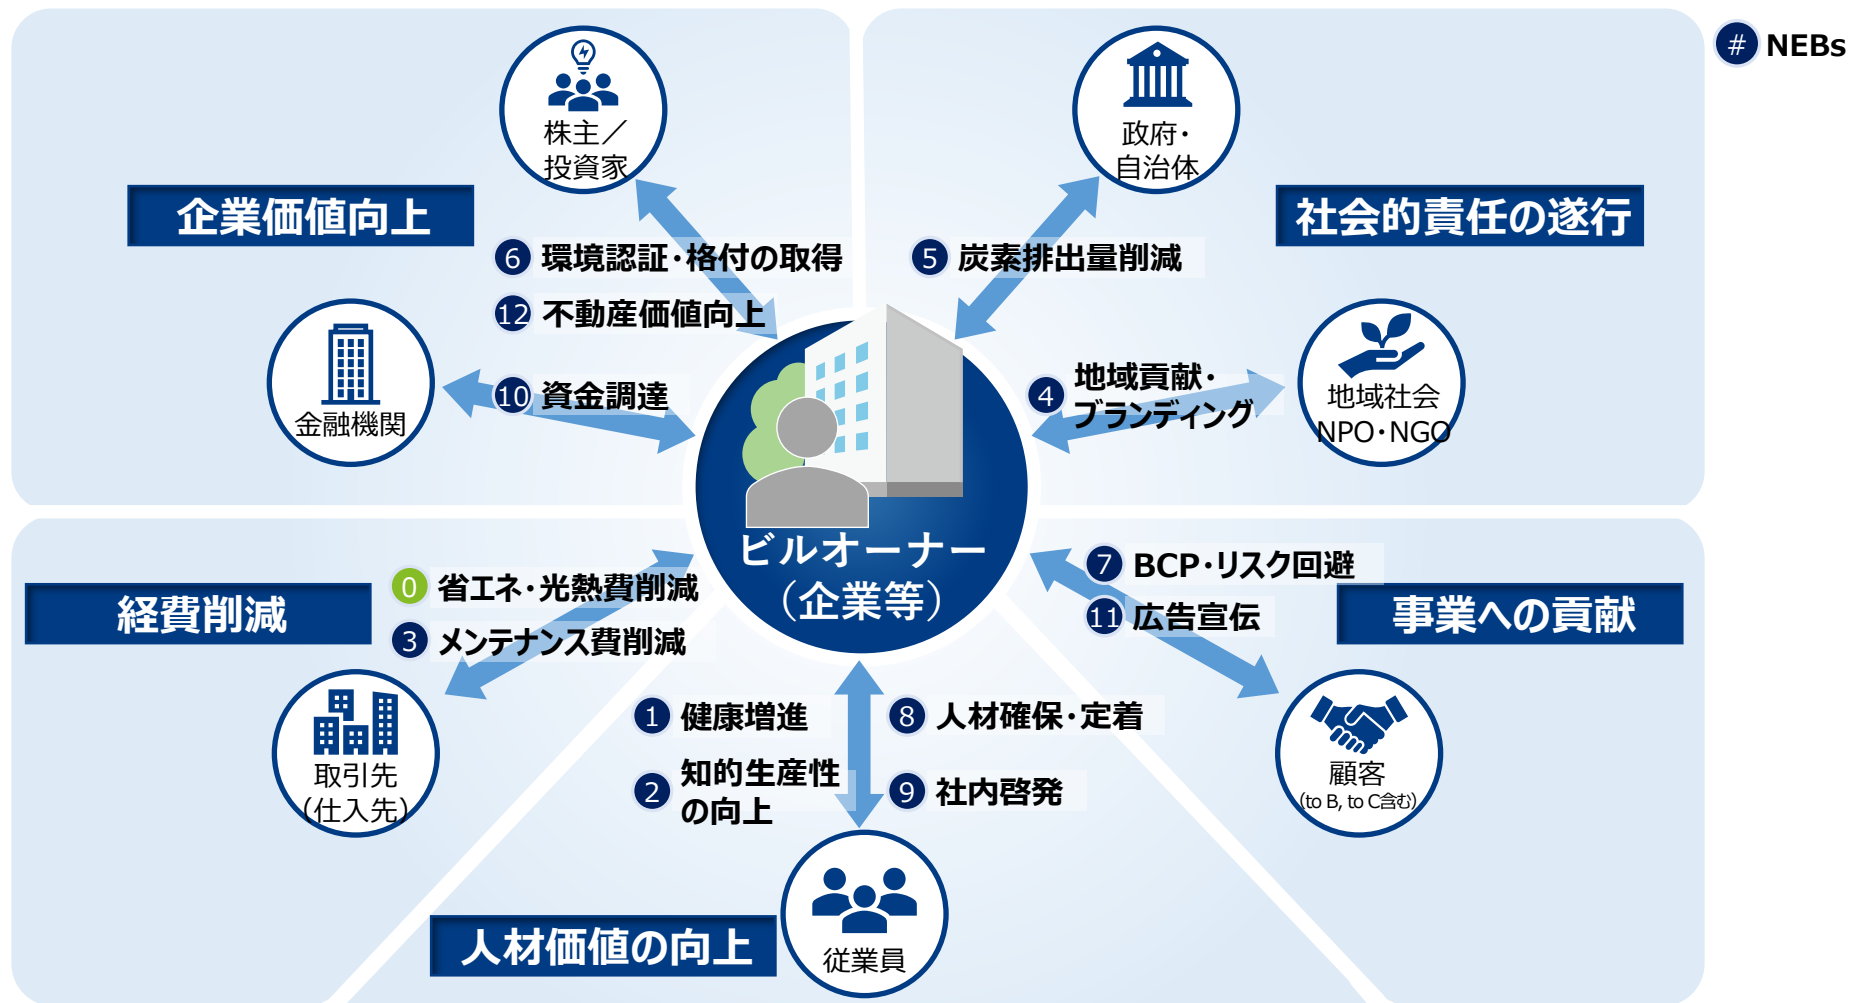 # NEBs
株主／
投資家
政府・
自治体
企業価値向上
社会的責任の遂行
6 環境認証・格付の取得
12 不動産価値向上
5 炭素排出量削減
金融機関
10 資金調達
4 地域貢献・
ブランディング
地域社会
NPO・NGO
ビルオーナー
（企業等）
経費削減
0 省エネ・光熱費削減
3 メンテナンス費削減
7 BCP・リスク回避
11 広告宣伝
事業への貢献
取引先
（仕入先）
1 健康増進
2 知的生産性
の向上
8 人材確保・定着
9 社内啓発
顧客
（to B, to C含む）
人材価値の向上
従業員